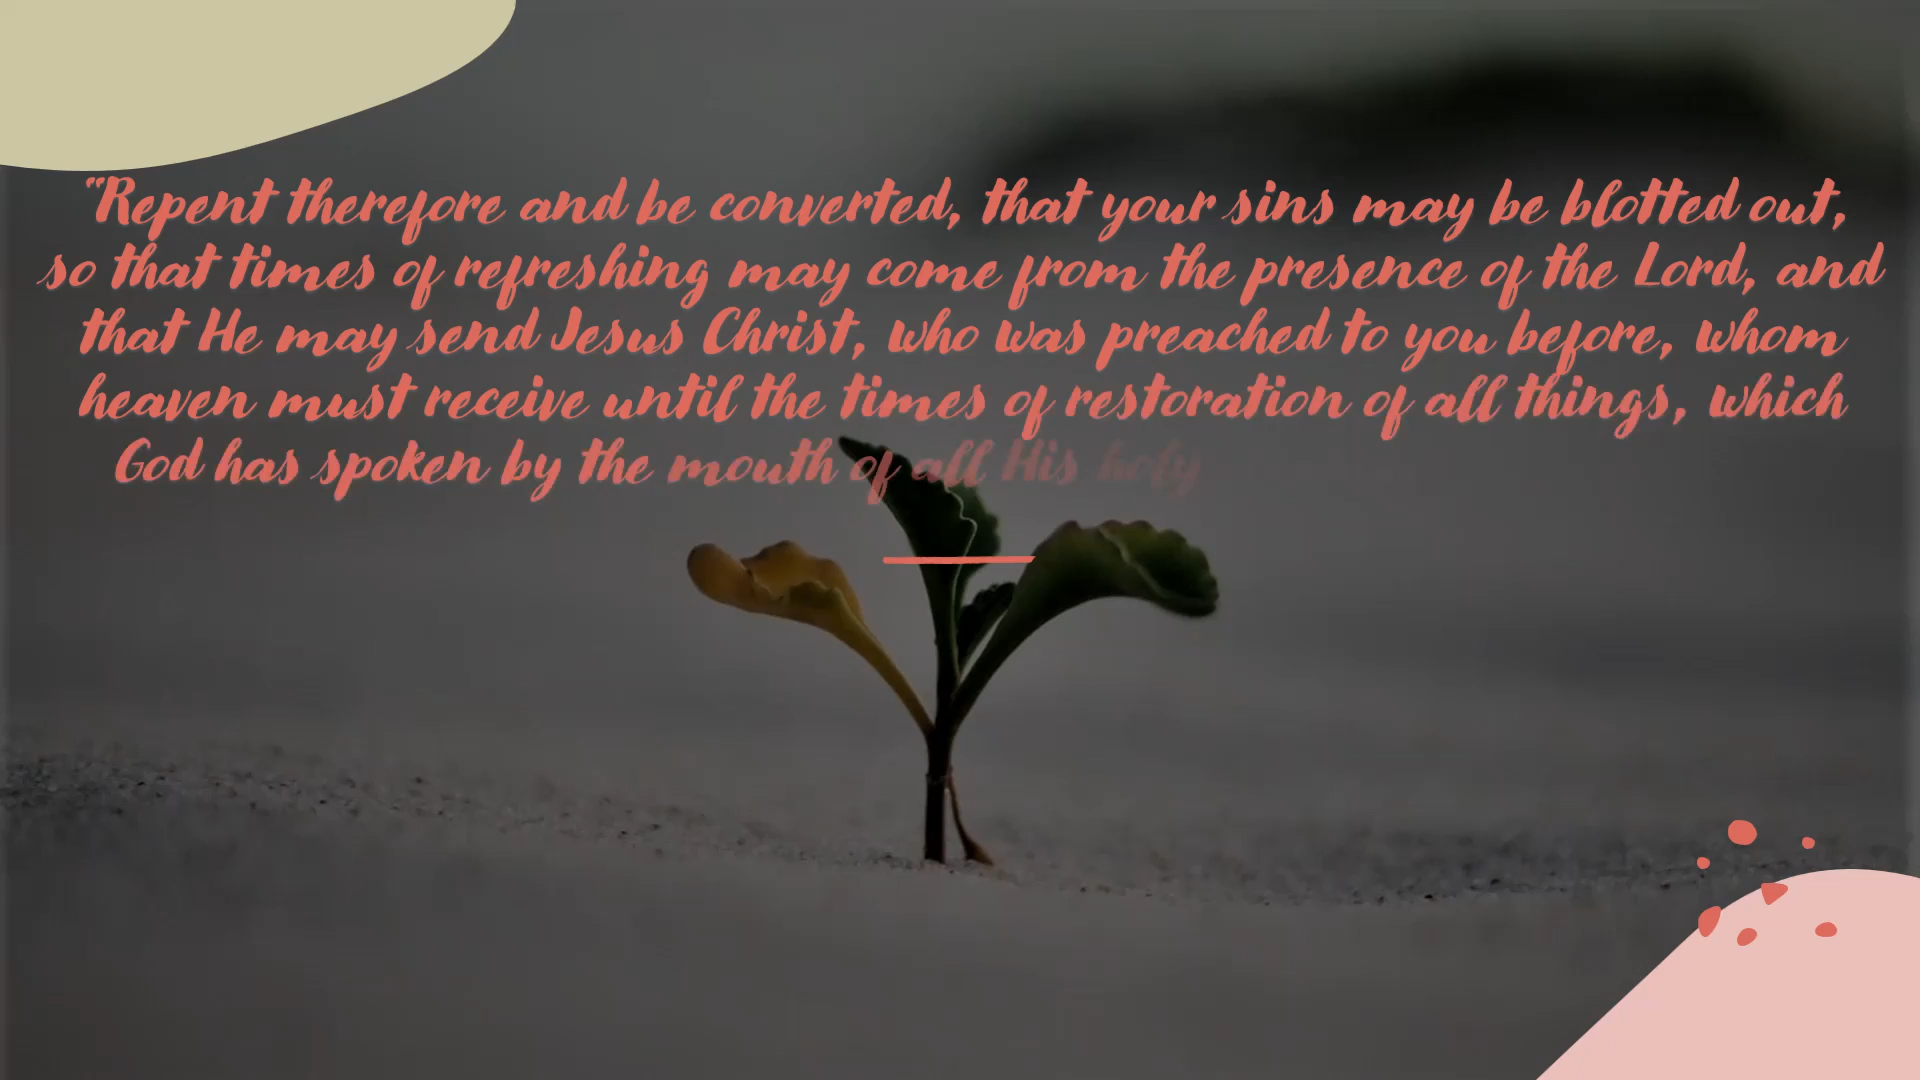 “Repent therefore and be converted, that your sins may be blotted out,
so that times of refreshing may come from the presence of the Lord, and
that He may send Jesus Christ, who was preached to you before, whom
heaven must receive until the times of restoration of all things, which
God has spoken by the mouth of all His holy